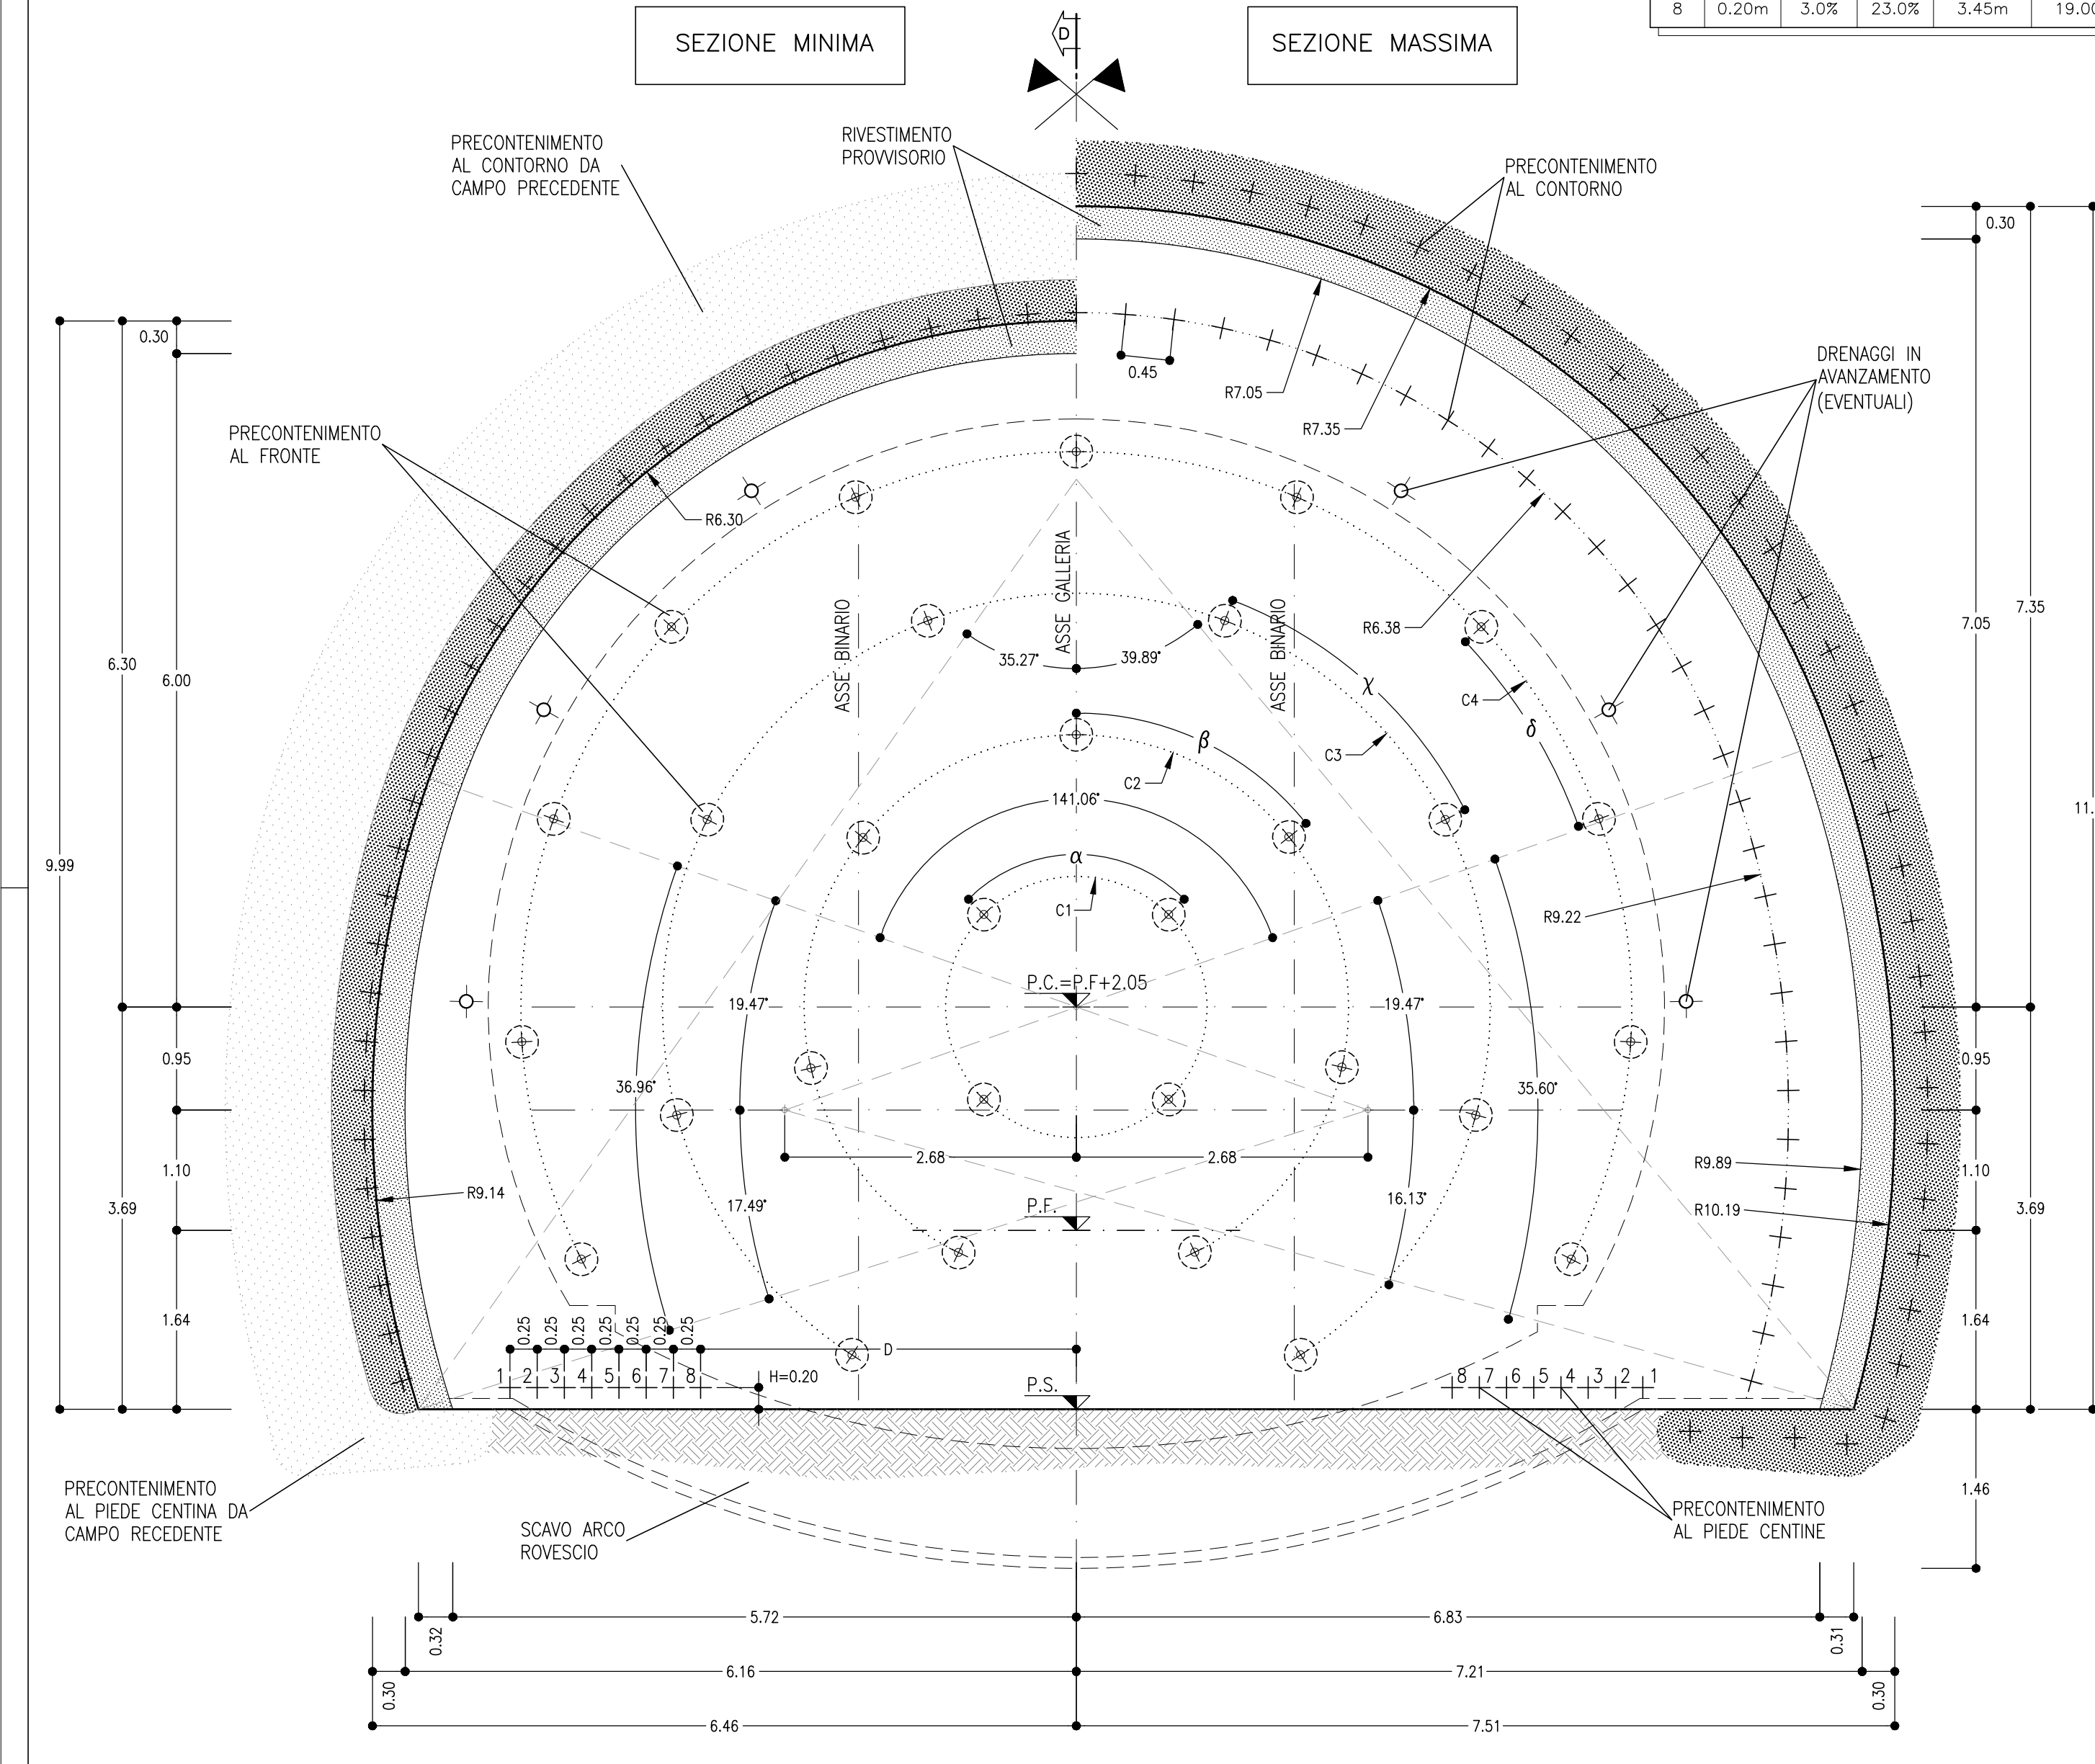 8 0.20m 3.0% 23.0% 3.45m
SEZIONE MINIMA
D
SEZIONE MASSIMA
PRECONTENIMENTO
AL CONTORNO DA
CAMPO PRECEDENTE
RIVESTIMENTO
PROVVISORIO
PRECONTENIMENTO
AL CONTORNO
0.30
0.30
0.45
R7.05
R7.35
DRENAGGI IN
AVANZAMENTO
(EVENTUALI)
PRECONTENIMENTO
AL FRONTE
R6.30
ASSE BINARIO
ASSE GALLERIA
ASSE BINARIO
R6.38
35.27°
39.89°
χ
C4
δ
C3
β
C2
141.06°
α
C1
6.30
6.00
7.05
7.35
9.99
R9.22
P.C.=P.F+2.05
19.47°
19.47°
0.95
0.95
36.96°
35.60°
2.68
2.68
1.10
1.10
R9.14
17.49°
16.13°
R9.89
R10.19
3.69
3.69
P.F.
1.64
1.64
0.25 0.25 0.25 0.25 0.25 0.25 0.25
D
1 2 3 4 5 6 7 8
H=0.20
P.S.
8 7 6 5 4 3 2 1
PRECONTENIMENTO
AL PIEDE CENTINA DA
CAMPO RECEDENTE
SCAVO ARCO
ROVESCIO
PRECONTENIMENTO
AL PIEDE CENTINE
1.46
0.32
5.72
6.83
0.31
0.30
6.16
7.21
0.30
6.46
7.51